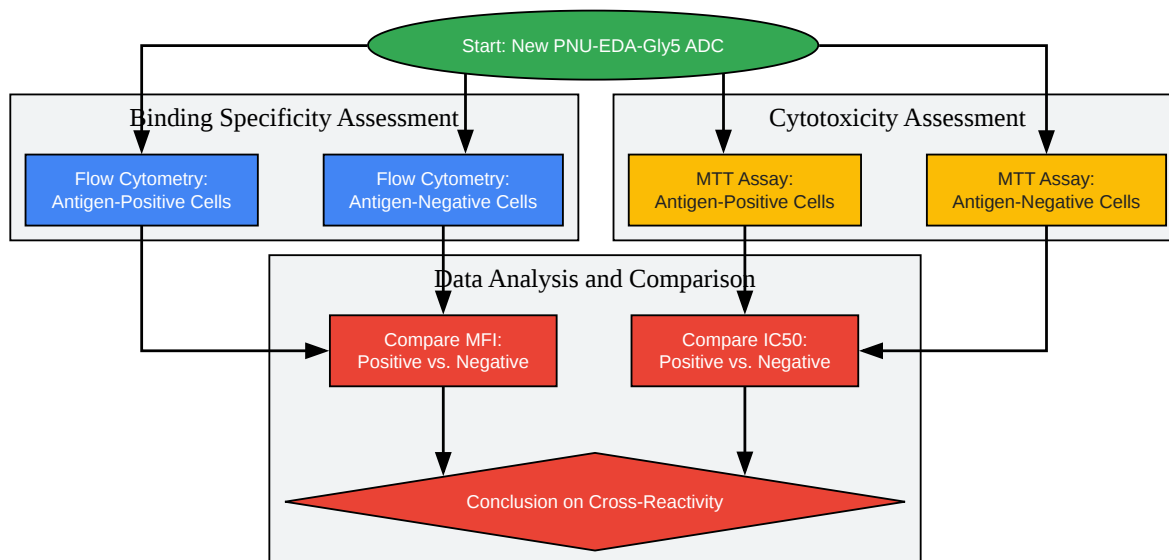 Start: New PNU-EDA-Gly5 ADC
Binding Specificity Assessment
Cytotoxicity Assessment
Flow Cytometry:
Antigen-Positive Cells
Flow Cytometry:
Antigen-Negative Cells
MTT Assay:
Antigen-Positive Cells
MTT Assay:
Antigen-Negative Cells
Data Analysis and Comparison
Compare MFI:
Positive vs. Negative
Compare IC50:
Positive vs. Negative
Conclusion on Cross-Reactivity